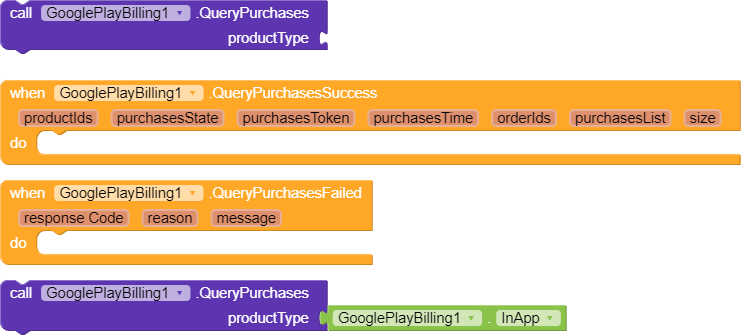 call GooglePlayBilling1 .QueryPurchases
productType
when GooglePlayBilling1 .QueryPurchasesSuccess
productIds purchasesState purchasesToken purchasesTime orderIds purchasesList size
do
when GooglePlayBilling1 .QueryPurchasesFailed
response Code reason message
do
call GooglePlayBilling1 .QueryPurchases
productType GooglePlayBilling1 . InApp